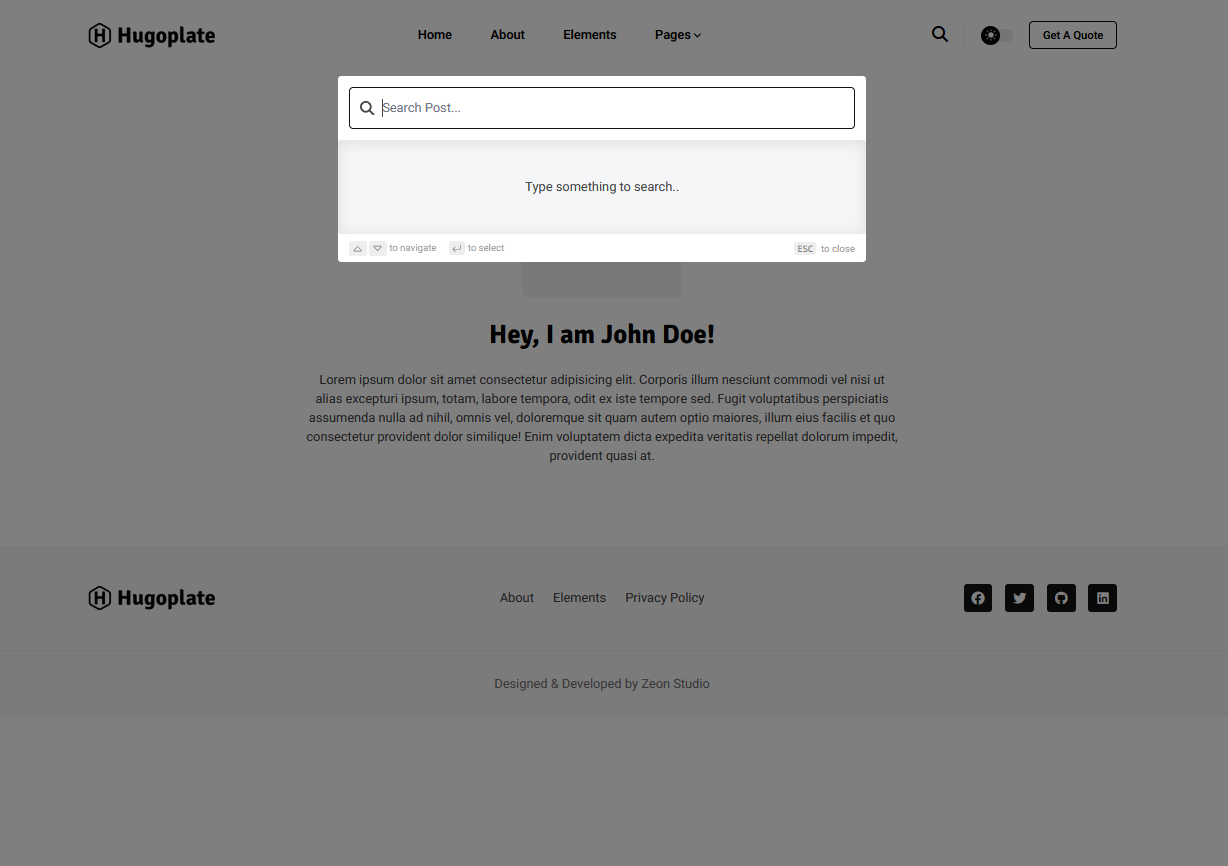 Hugoplate
Home About Elements Pages Get A Quote
Search Post...
Type something to search..
to navigate to select ESC to close
Hey, I am John Doe!
Lorem ipsum dolor sit amet consectetur adipisicing elit. Corporis illum nesciunt commodi vel nisi ut
alias excepturi ipsum, totam, labore tempora, odit ex iste tempore sed. Fugit voluptatibus perspiciatis
assumenda nulla ad nihil, omnis vel, doloremque sit quam autem optio maiores, illum eius facilis et quo
consectetur provident dolor similique! Enim voluptatem dicta expedita veritatis repellat dolorum impedit,
provident quasi at.
Hugoplate
About Elements Privacy Policy
Designed & Developed by Zeon Studio